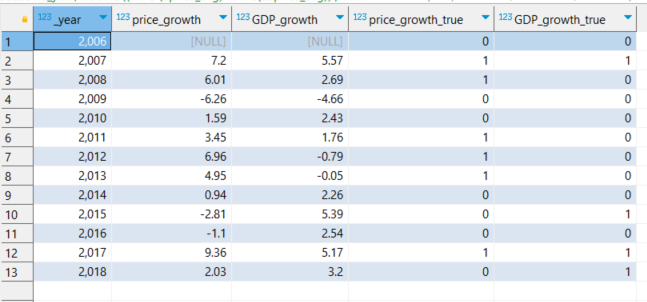 123 _year 123 price_growth 123 GDP_growth 123 price_growth_true 123 GDP_growth_true
1 2,006 [NULL] [NULL] 0 0
2 2,007 7.2 5.57 1 1
3 2,008 6.01 2.69 1 0
4 2,009 -6.26 -4.66 0 0
5 2,010 1.59 2.43 0 0
6 2,011 3.45 1.76 1 0
7 2,012 6.96 -0.79 1 0
8 2,013 4.95 -0.05 1 0
9 2,014 0.94 2.26 0 0
10 2,015 -2.81 5.39 0 1
11 2,016 -1.1 2.54 0 0
12 2,017 9.36 5.17 1 1
13 2,018 2.03 3.2 0 1